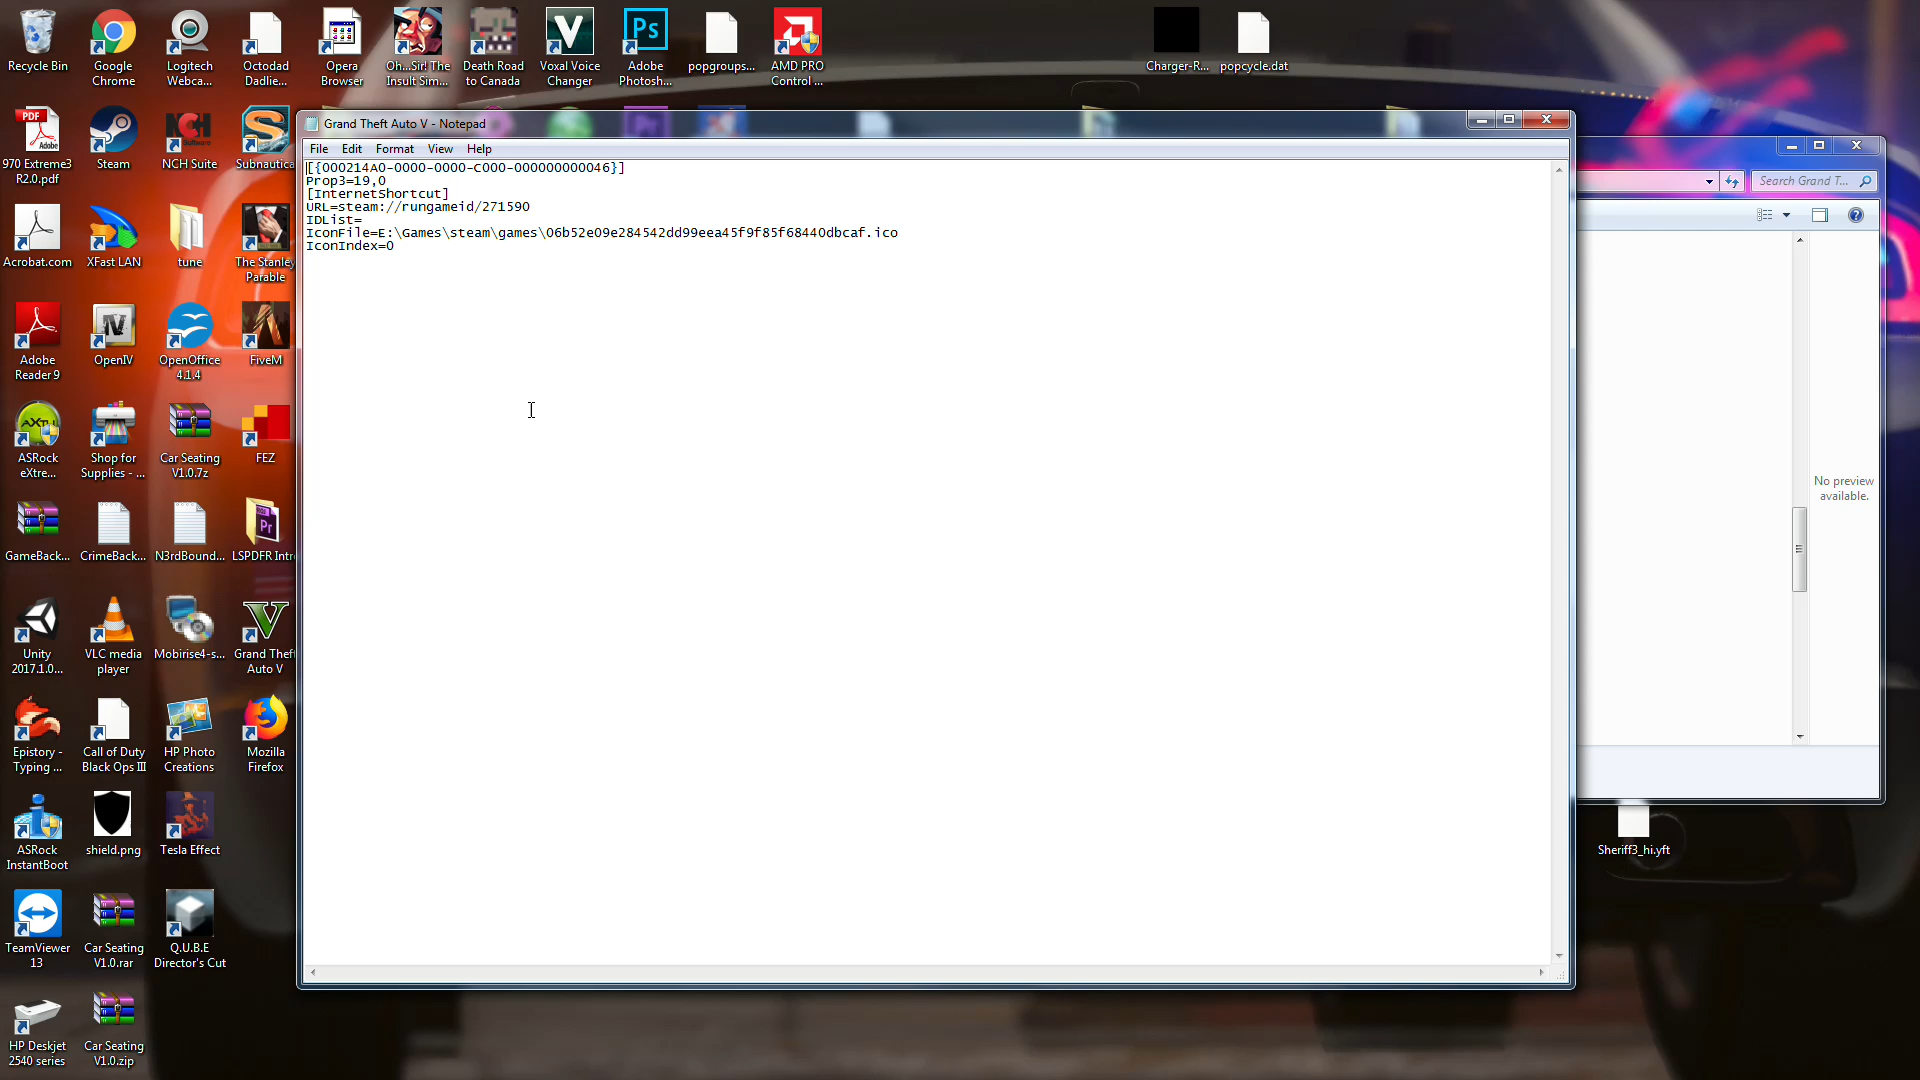 Recycle Bin
Google
Chrome
Logitech
Webca...
Octodad
Dadlie...
Opera
Browser
Oh...Sir! The
Insult Sim...
Death Road
to Canada
Voxal Voice
Changer
Adobe
Photosh...
popgroups...
AMD PRO
Control ...
Charger-R...
popcycle.dat
970 Extreme3
R2.0.pdf
Steam
NCH Suite
Subnautica
Acrobat.com
XFast LAN
tune
The Stanley
Parable
Adobe
Reader 9
OpenIV
OpenOffice
4.1.4
FiveM
ASRock
eXtre...
Shop for
Supplies - ...
Car Seating
V1.0.7z
FEZ
GameBack...
CrimeBack...
N3rdBound...
LSPDFR Intr
Unity
2017.1.0...
VLC media
player
Mobirise4-s...
Grand Theft
Auto V
Epistory -
Typing ...
Call of Duty
Black Ops III
HP Photo
Creations
Mozilla
Firefox
ASRock
InstantBoot
shield.png
Tesla Effect
TeamViewer
13
Car Seating
V1.0.rar
Q.U.B.E
Director's Cut
HP Deskjet
2540 series
Car Seating
V1.0.zip
Grand Theft Auto V - Notepad
File Edit Format View Help
[{000214A0-0000-0000-C000-000000000046}]
Prop3=19,0
[InternetShortcut]
URL=steam://rungameid/271590
IDList=
IconFile=E:\Games\steam\games\06b52e09e284542dd99eea45f9f85f68440dbcaf.ico
IconIndex=0
Search Grand T...
No preview
available.
Sheriff3_hi.yft